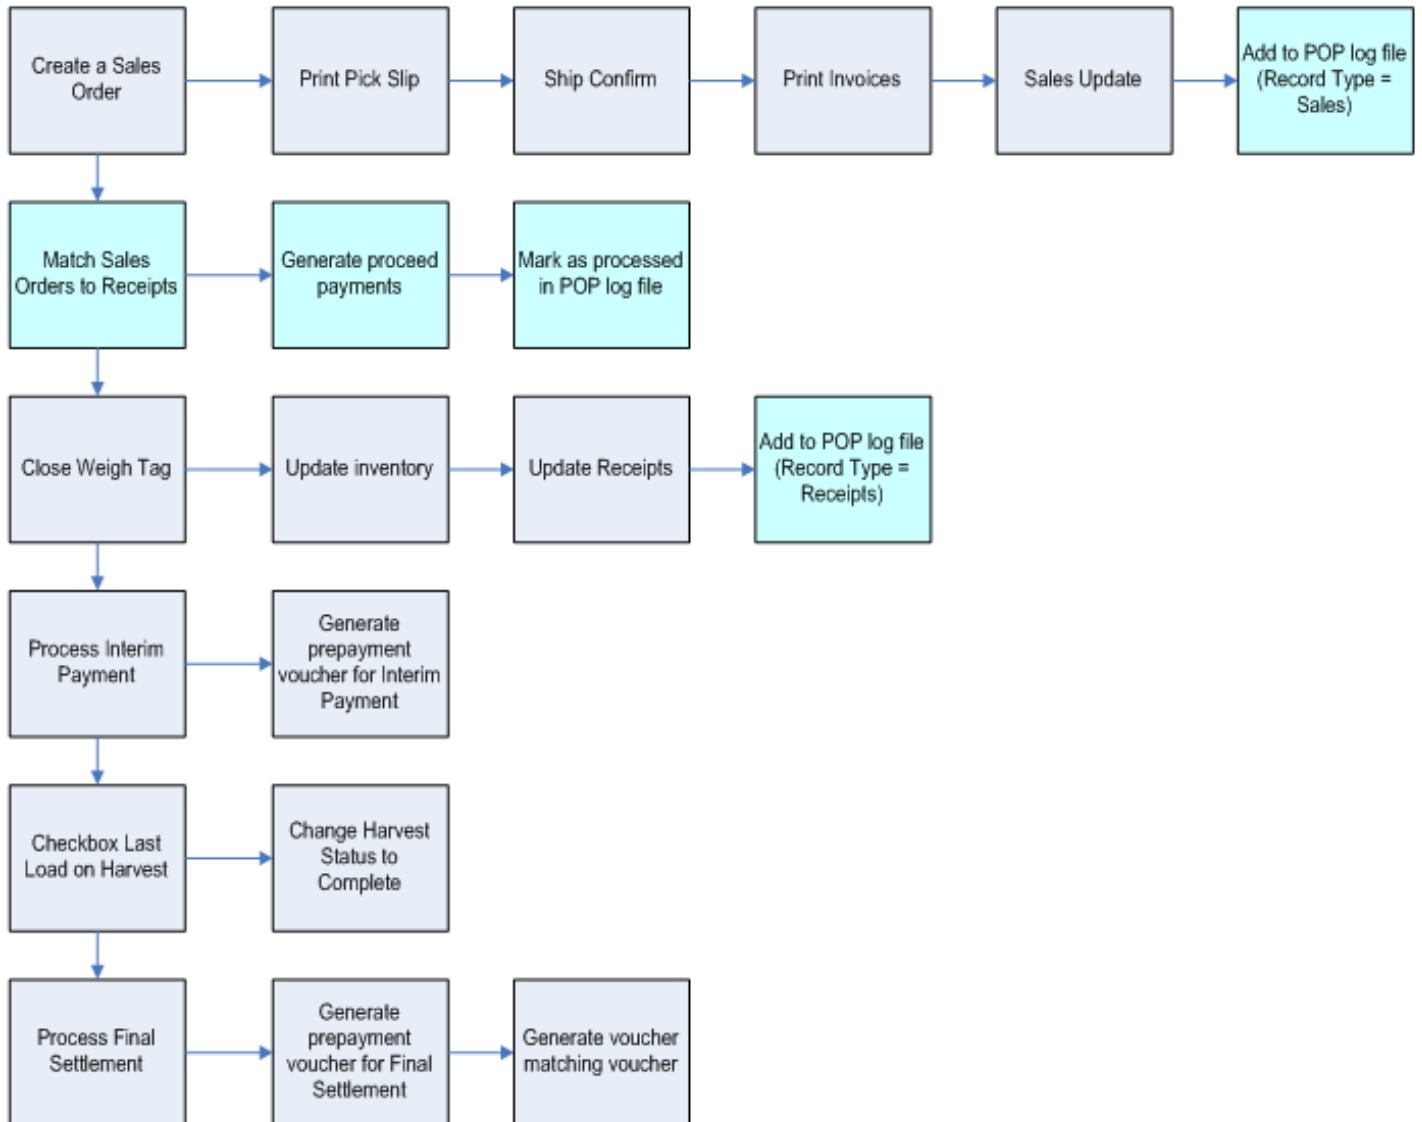 Create a Sales
Order
Print Pick Slip
Ship Confirm
Print Invoices
Sales Update
Add to POP log file
(Record Type =
Sales)
Match Sales
Orders to Receipts
Generate proceed
payments
Mark as processed
in POP log file
Close Weigh Tag
Update inventory
Update Receipts
Add to POP log file
(Record Type =
Receipts)
Process Interim
Payment
Generate
prepayment
voucher for Interim
Payment
Checkbox Last
Load on Harvest
Change Harvest
Status to
Complete
Process Final
Settlement
Generate
prepayment
voucher for Final
Settlement
Generate voucher
matching voucher